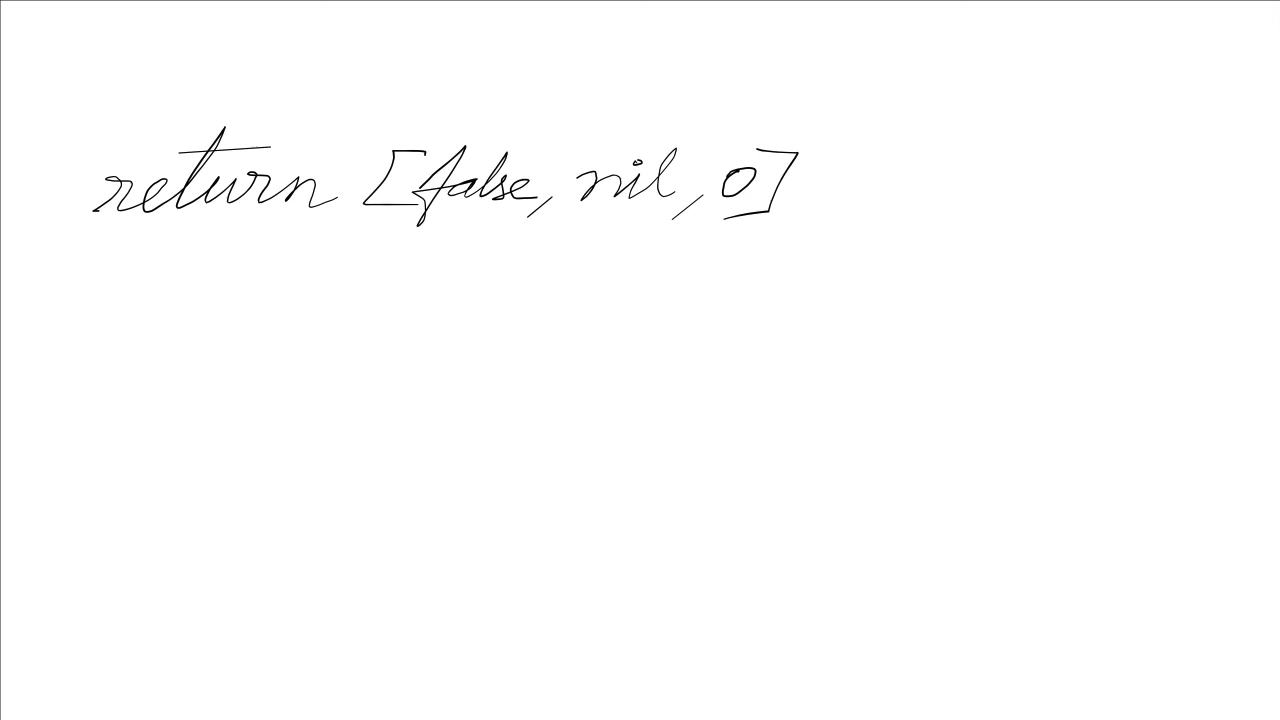 return [false, nil, 0]